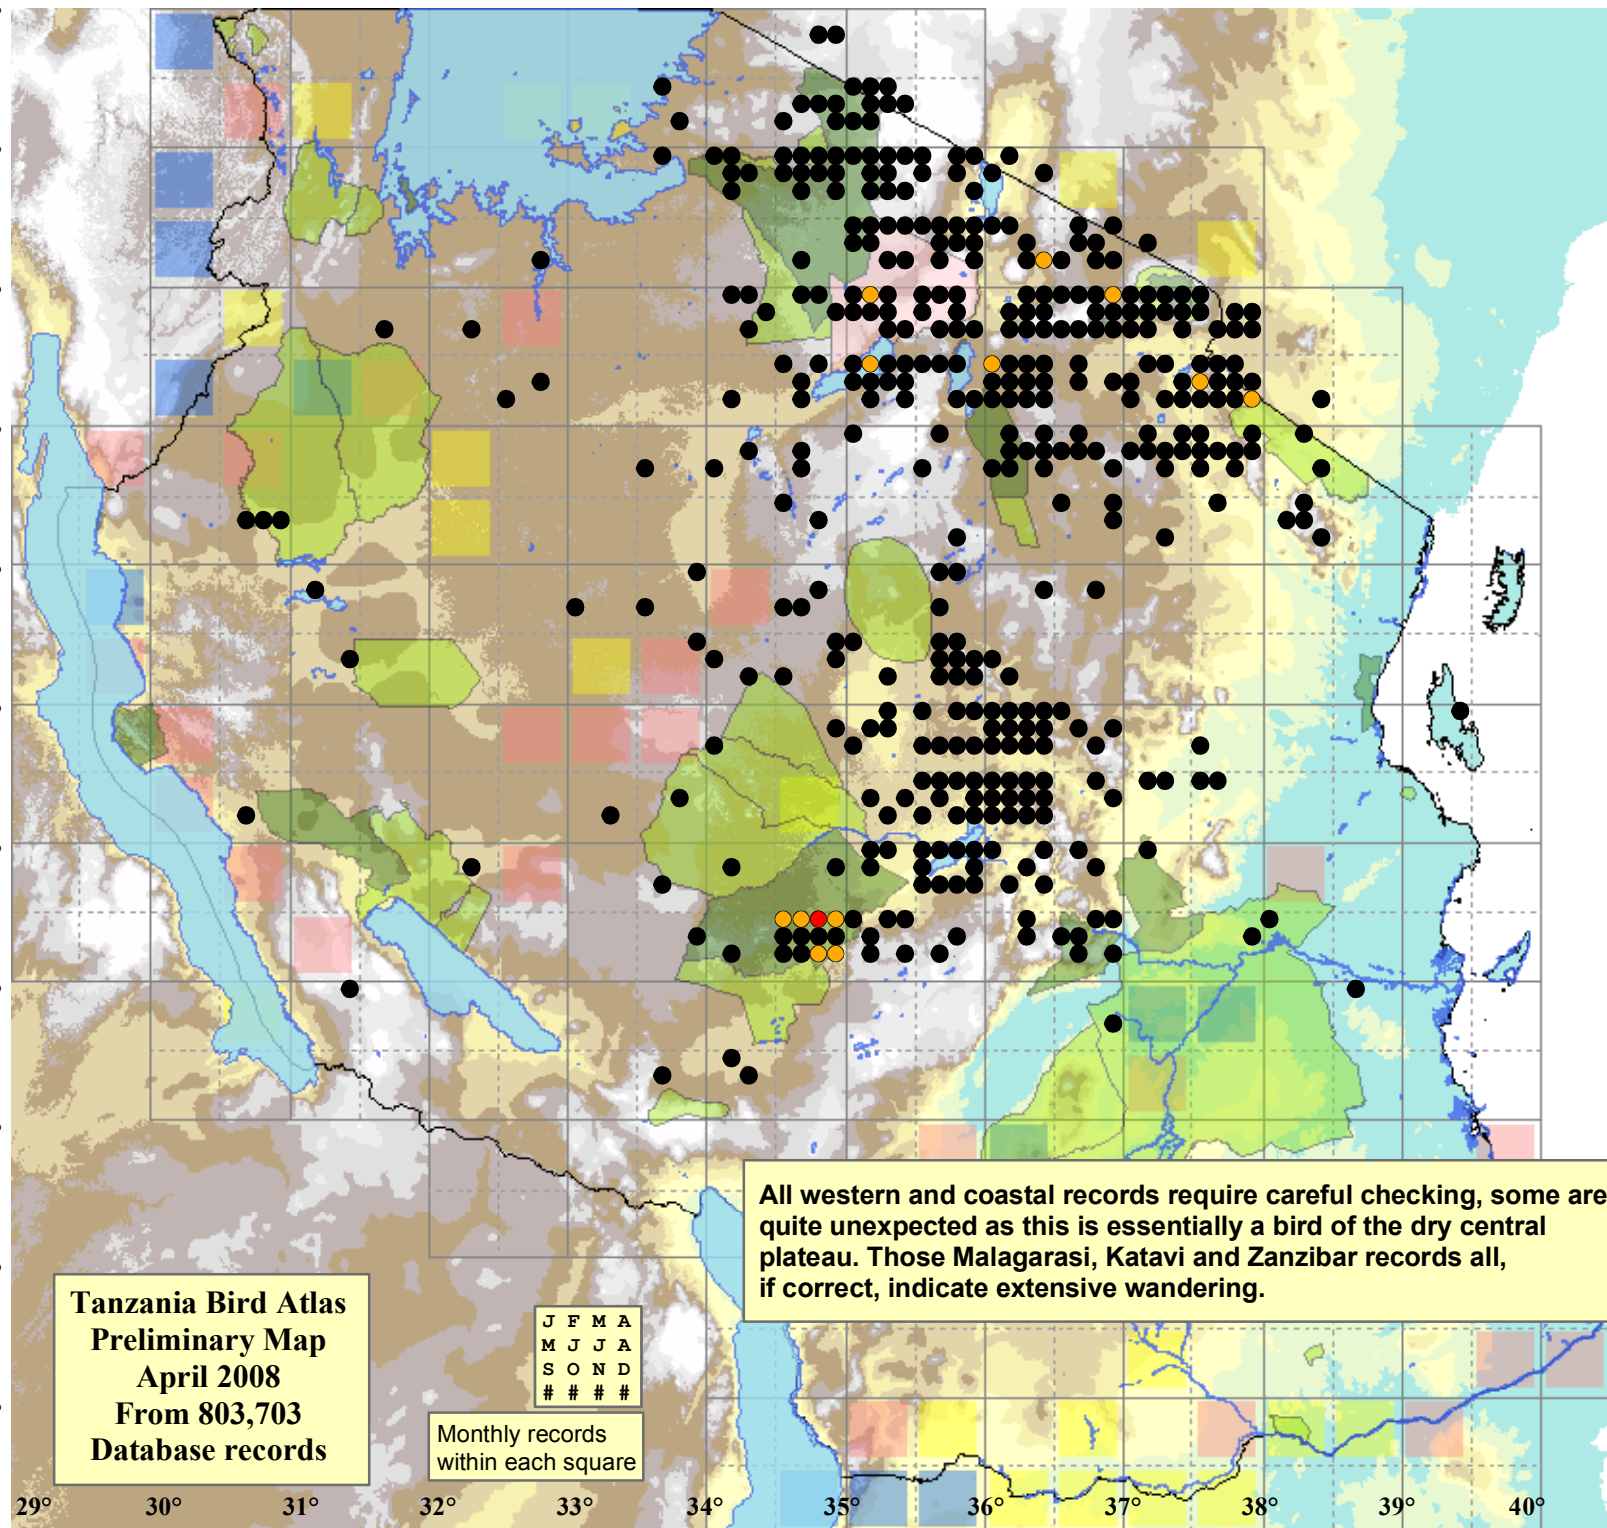 All western and coastal records require careful checking, some are
quite unexpected as this is essentially a bird of the dry central
plateau. Those Malagarasi, Katavi and Zanzibar records all,
if correct, indicate extensive wandering.
Tanzania Bird Atlas
Preliminary Map
April 2008
From 803,703
Database records
J F M A
M J J A
S O N D
# # # #
Monthly records
within each square
29° 30° 31° 32° 33° 34° 35° 36° 37° 38° 39° 40°